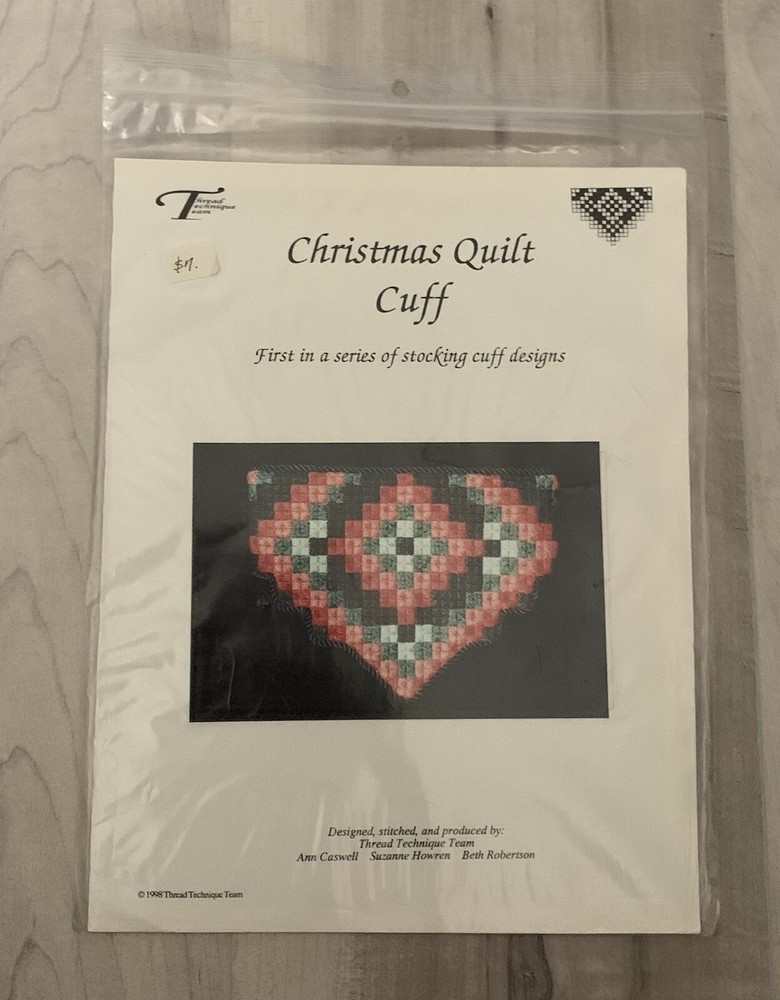 Thread
Technique
Team
$7.
Christmas Quilt
Cuff
First in a series of stocking cuff designs
Designed, stitched, and produced by:
Thread Technique Team
Ann Caswell Suzanne Howren Beth Robertson
© 1998 Thread Technique Team